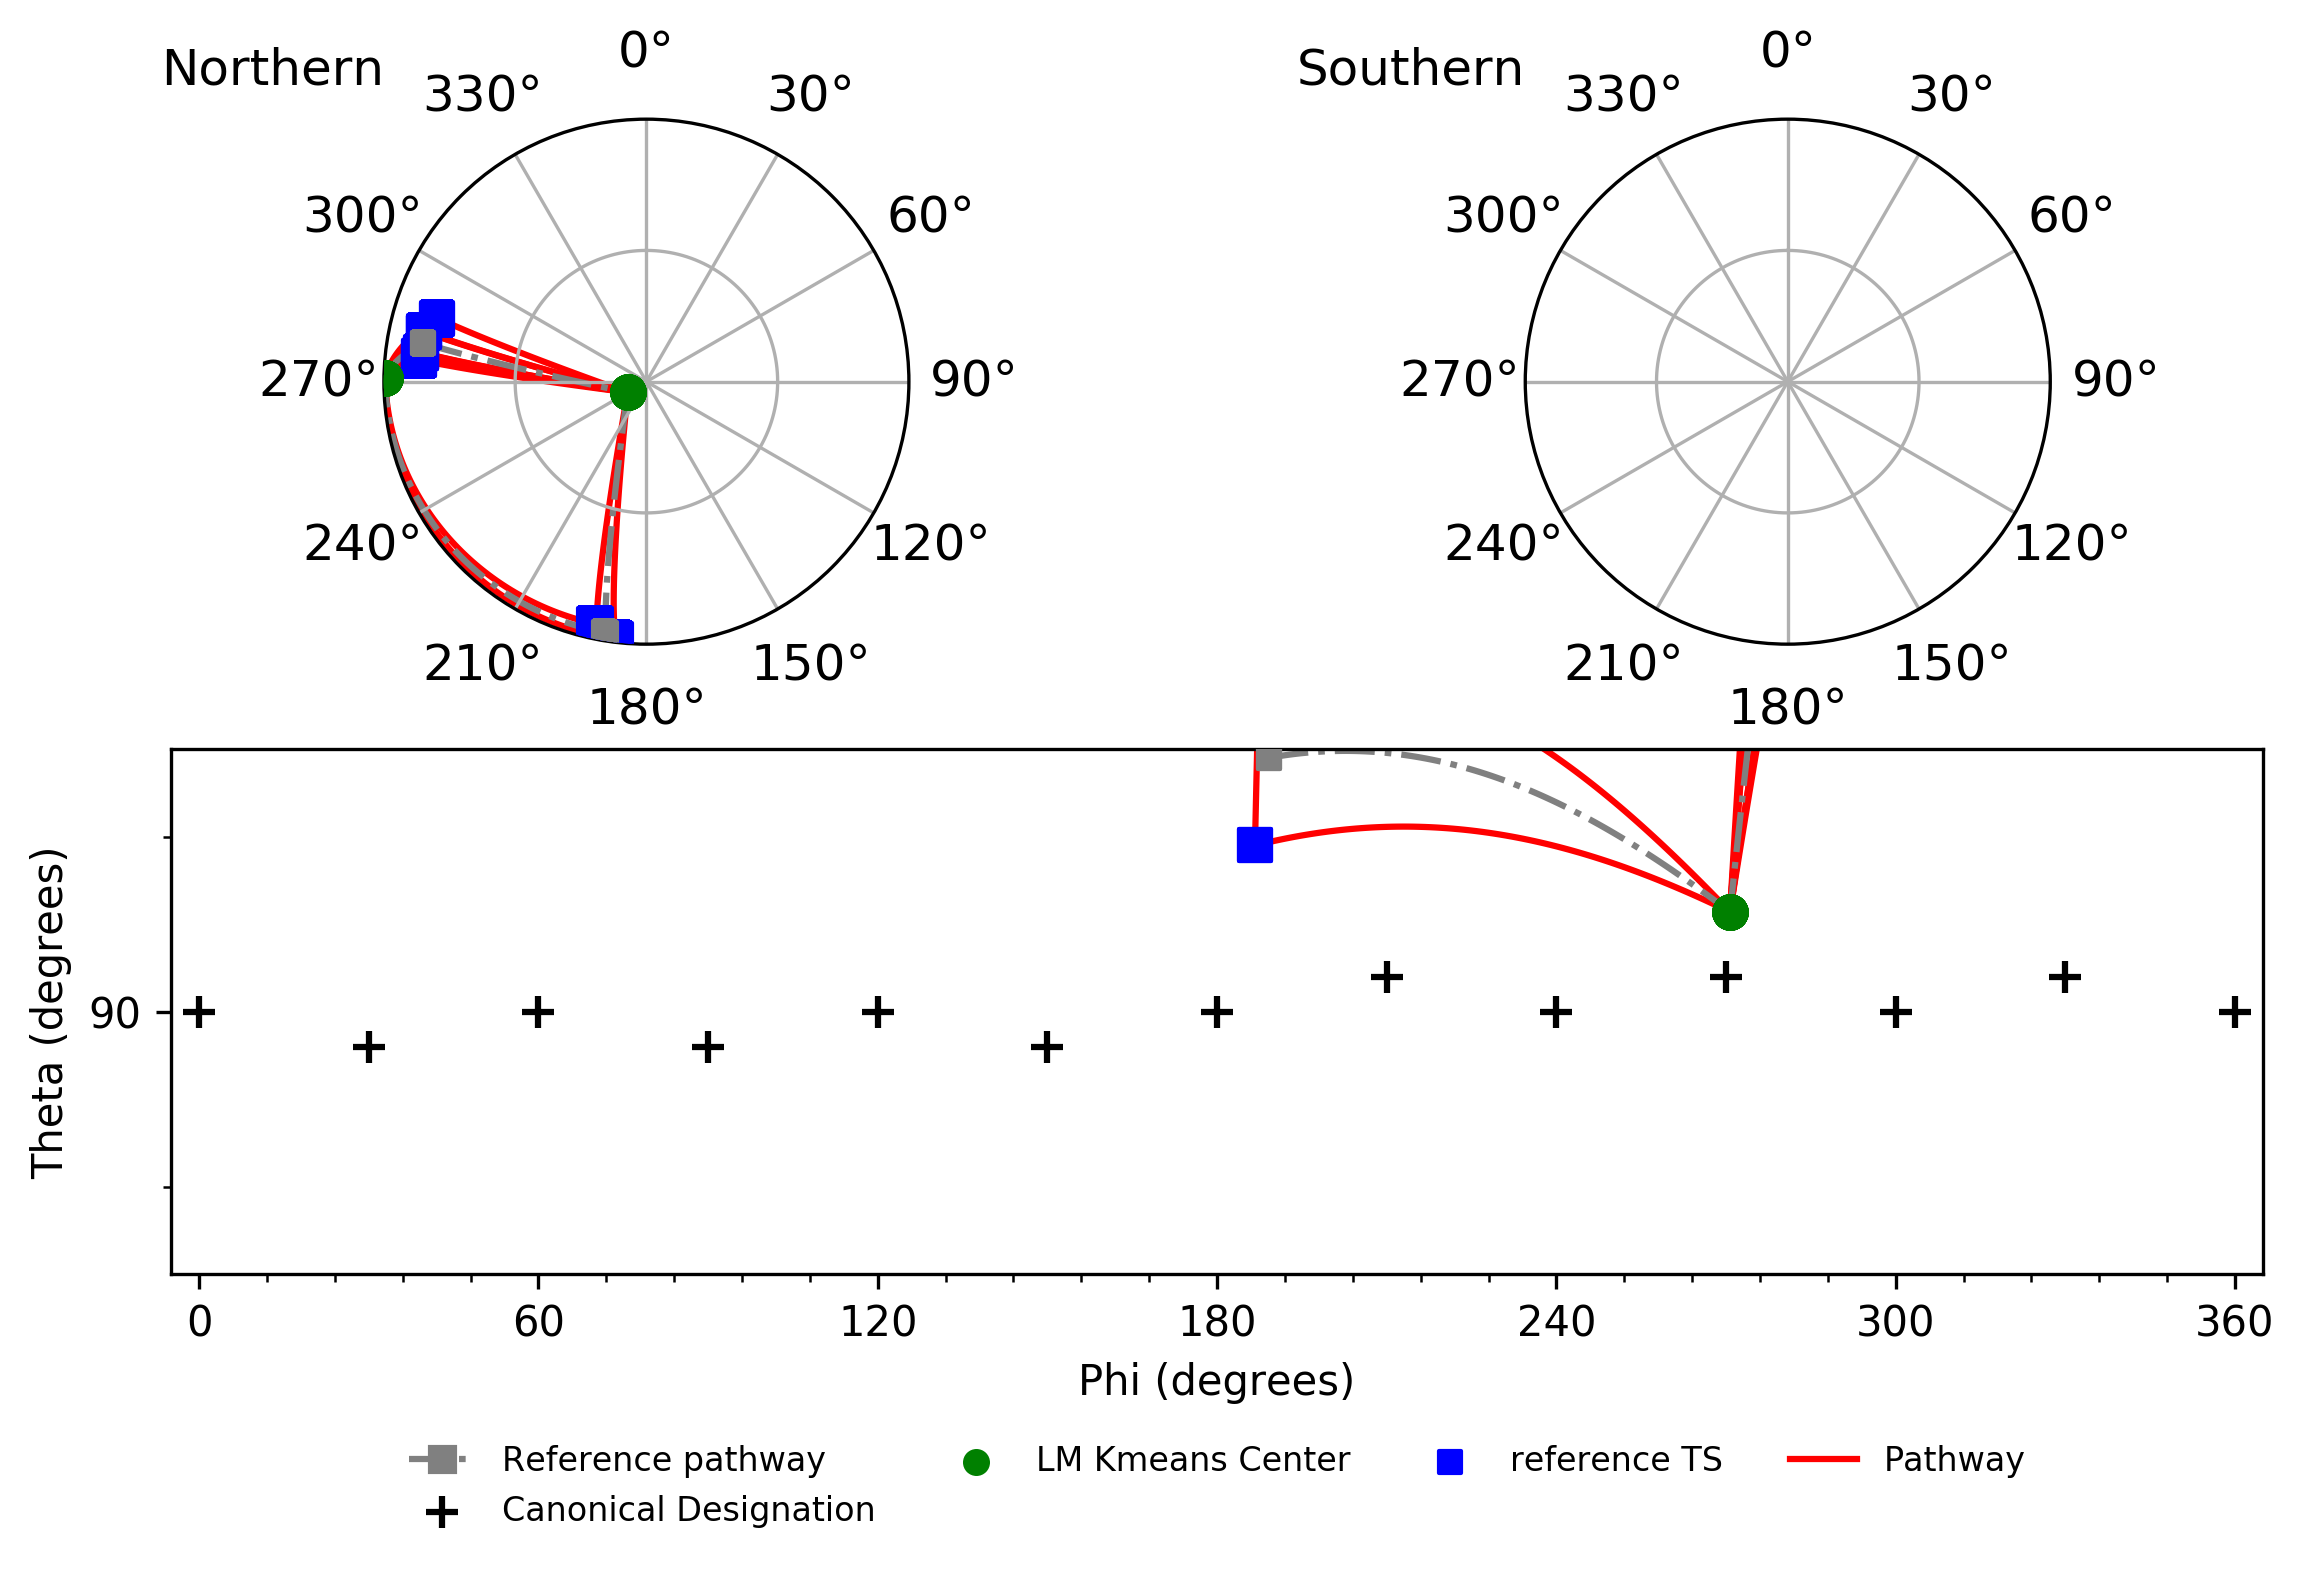 Northern
0°
30°
60°
90°
120°
150°
180°
210°
240°
270°
300°
330°
Southern
0°
30°
60°
90°
120°
150°
180°
210°
240°
270°
300°
330°
Theta (degrees)
90
0 60 120 180 240 300 360
Phi (degrees)
Reference pathway
Canonical Designation
LM Kmeans Center
reference TS
Pathway